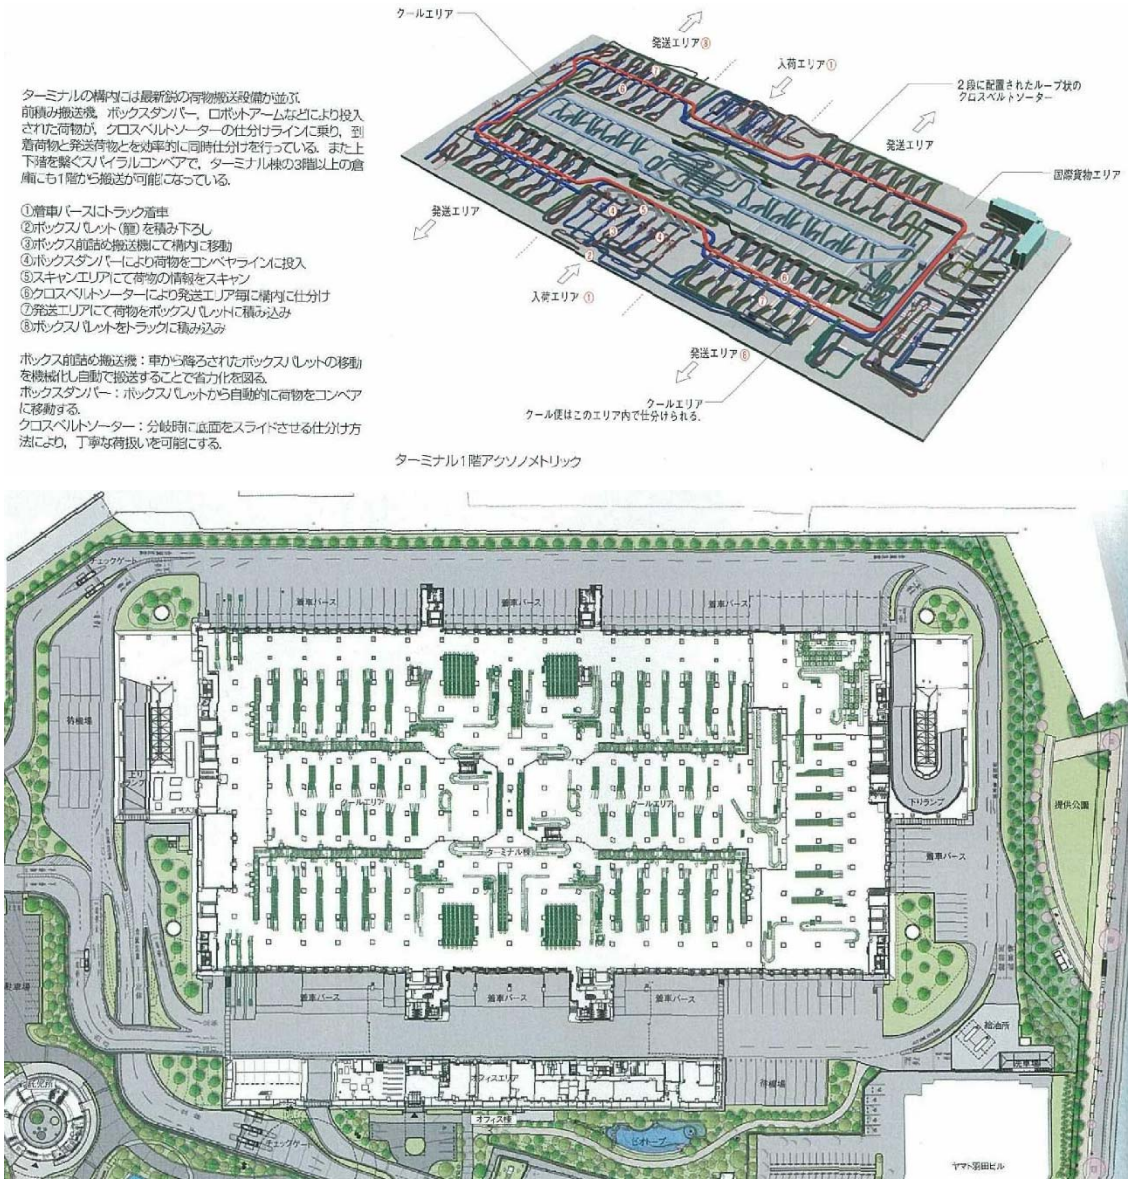 ターミナルの構内には最新鋭の荷物搬送設備が並ぶ.
前積み搬送機, ボックスダンパー, ロボットアームなどにより投入
された荷物が, クロスベルトソーターの仕分けラインに乗り, 到
着荷物と発送荷物とを効率的に同時仕分けを行っている. また上
下階を繋ぐスパイラルコンベアで, ターミナル棟の3階以上の倉
庫にも1階から搬送が可能になっている.
①着車バースにトラック着車
②ボックスパレット(籠)を積み下ろし
③ボックス前詰め搬送機にて構内に移動
④ボックスダンパーにより荷物をコンベヤラインに投入
⑤スキャンエリアにて荷物の情報をスキャン
⑥クロスベルトソーターにより発送エリア毎に構内に仕分け
⑦発送エリアにて荷物をボックスパレットに積み込み
⑧ボックスパレットをトラックに積み込み
ボックス前詰め搬送機:車から降ろされたボックスパレットの移動
を機械化し自動で搬送することで省力化を図る.
ボックスダンパー:ボックスパレットから自動的に荷物をコンベア
に移動する.
クロスベルトソーター:分岐時に底面をスライドさせる仕分け方
法により, 丁寧な荷扱いを可能にする.
クールエリア
発送エリア⑧
入荷エリア①
2段に配置されたループ状の
クロスベルトソーター
発送エリア
国際貨物エリア
発送エリア
入荷エリア①
発送エリア⑧
クールエリア
クール便はこのエリア内で仕分けられる.
⑦
⑥
④
⑤
③
④
②
⑥
⑦
ターミナル1階アクソノメトリック
チェックゲート
着車バース
着車バース
着車バース
待機場
上り
ランプ
クールエリア
クールエリア
下りランプ
提供公園
ターミナル棟
着車バース
駐車場
着車バース
着車バース
着車バース
給油所
洗車場
オフィスエリア
待機場
託児所
オフィス棟
チェックゲート
ビオトープ
ヤマト羽田ビル